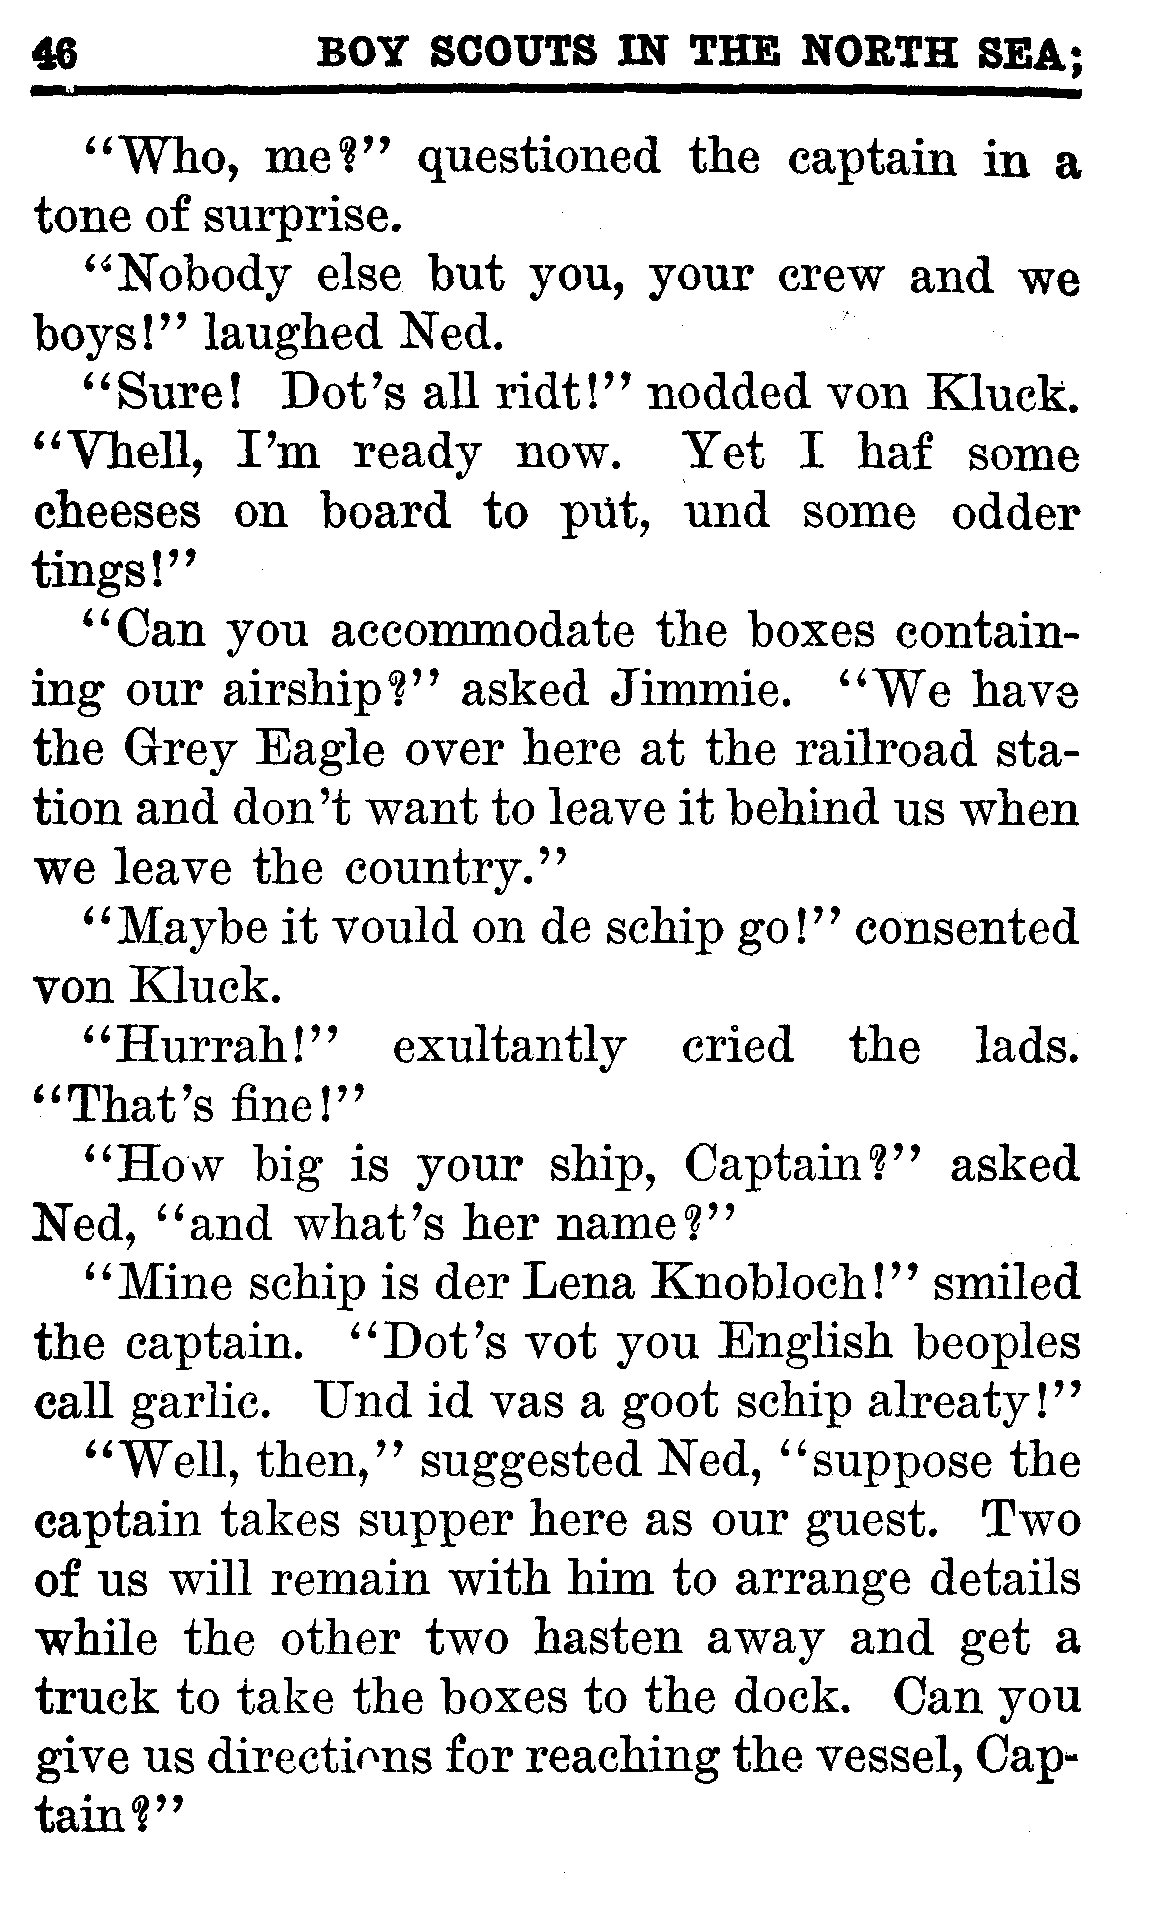 46 BOY SCOUTS IN THE NORTH SEA;
“Who, me?” questioned the captain in a
tone of surprise.
“Nobody else but you, your crew and we
boys!” laughed Ned.
“Sure! Dot’s all ridt!” nodded von Kluck.
“Vhell, I’m ready now. Yet I haf some
cheeses on board to put, und some odder
tings!”
“Can you accommodate the boxes contain-
ing our airship?” asked Jimmie. “We have
the Grey Eagle over here at the railroad sta-
tion and don’t want to leave it behind us when
we leave the country.”
“Maybe it vould on de schip go!” consented
von Kluck.
“Hurrah!” exultantly cried the lads.
“That’s fine!”
“How big is your ship, Captain?” asked
Ned, “and what’s her name?”
“Mine schip is der Lena Knobloch!” smiled
the captain. “Dot’s vot you English beoples
call garlic. Und id vas a goot schip alreaty!”
“Well, then,” suggested Ned, “suppose the
captain takes supper here as our guest. Two
of us will remain with him to arrange details
while the other two hasten away and get a
truck to take the boxes to the dock. Can you
give us directions for reaching the vessel, Cap-
tain?”